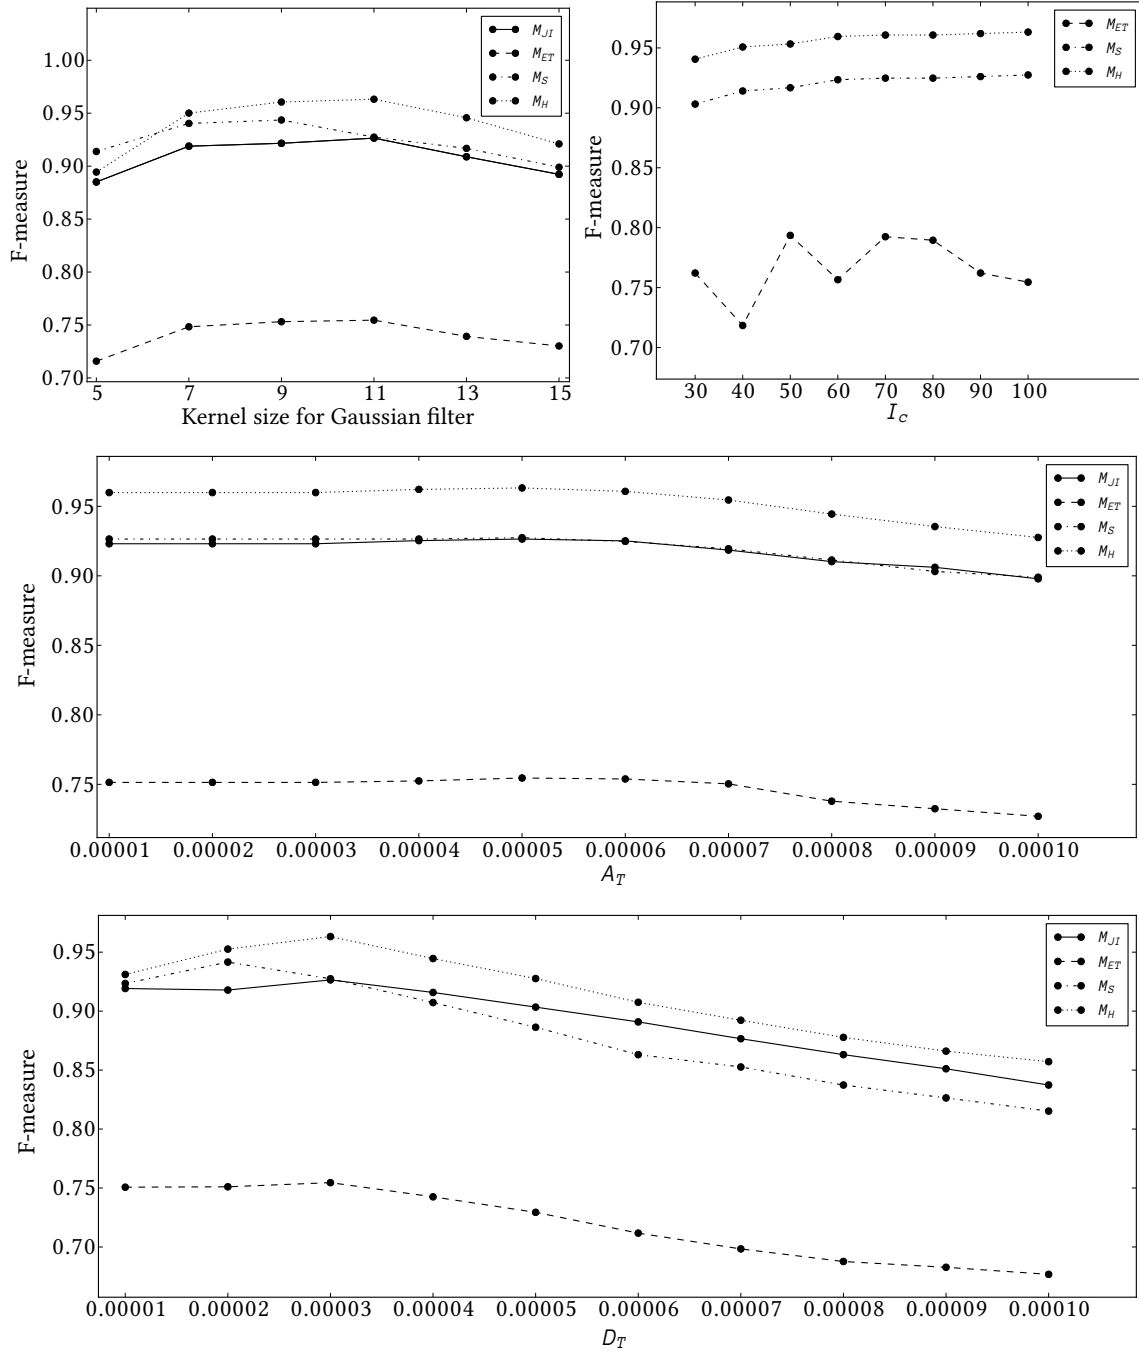 1.00
0.95
0.90
0.85
0.80
0.75
0.70
F-measure
5 7 9 11 13 15
Kernel size for Gaussian filter
M_JI
M_ET
M_S
M_H
0.95
0.90
0.85
0.80
0.75
0.70
F-measure
30 40 50 60 70 80 90 100
I_c
M_ET
M_S
M_H
0.95
0.90
0.85
0.80
0.75
F-measure
0.00001 0.00002 0.00003 0.00004 0.00005 0.00006 0.00007 0.00008 0.00009 0.00010
A_T
M_JI
M_ET
M_S
M_H
0.95
0.90
0.85
0.80
0.75
0.70
F-measure
0.00001 0.00002 0.00003 0.00004 0.00005 0.00006 0.00007 0.00008 0.00009 0.00010
D_T
M_JI
M_ET
M_S
M_H